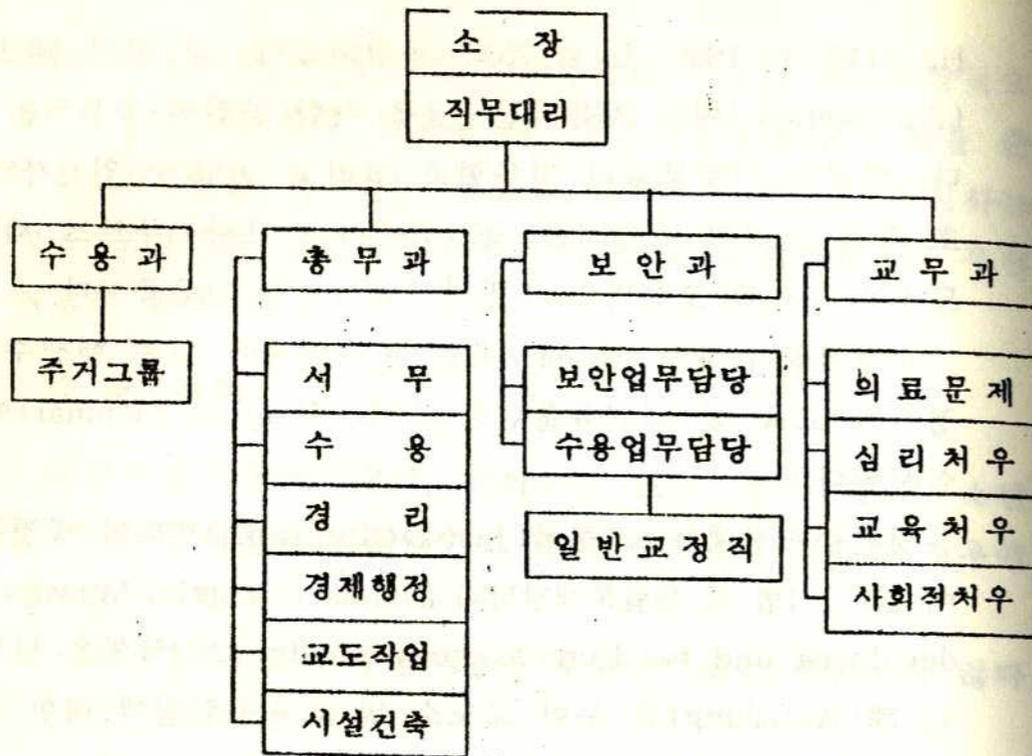 소 장
직무대리
수 용 과
총 무 과
보 안 과
교 무 과
주거그룹
서 무
수 용
경 리
경제행정
교도작업
시설건축
보안업무담당
수용업무담당
일 반 교 정 직
의 료 문 제
심 리 처 우
교 육 처 우
사회적처우